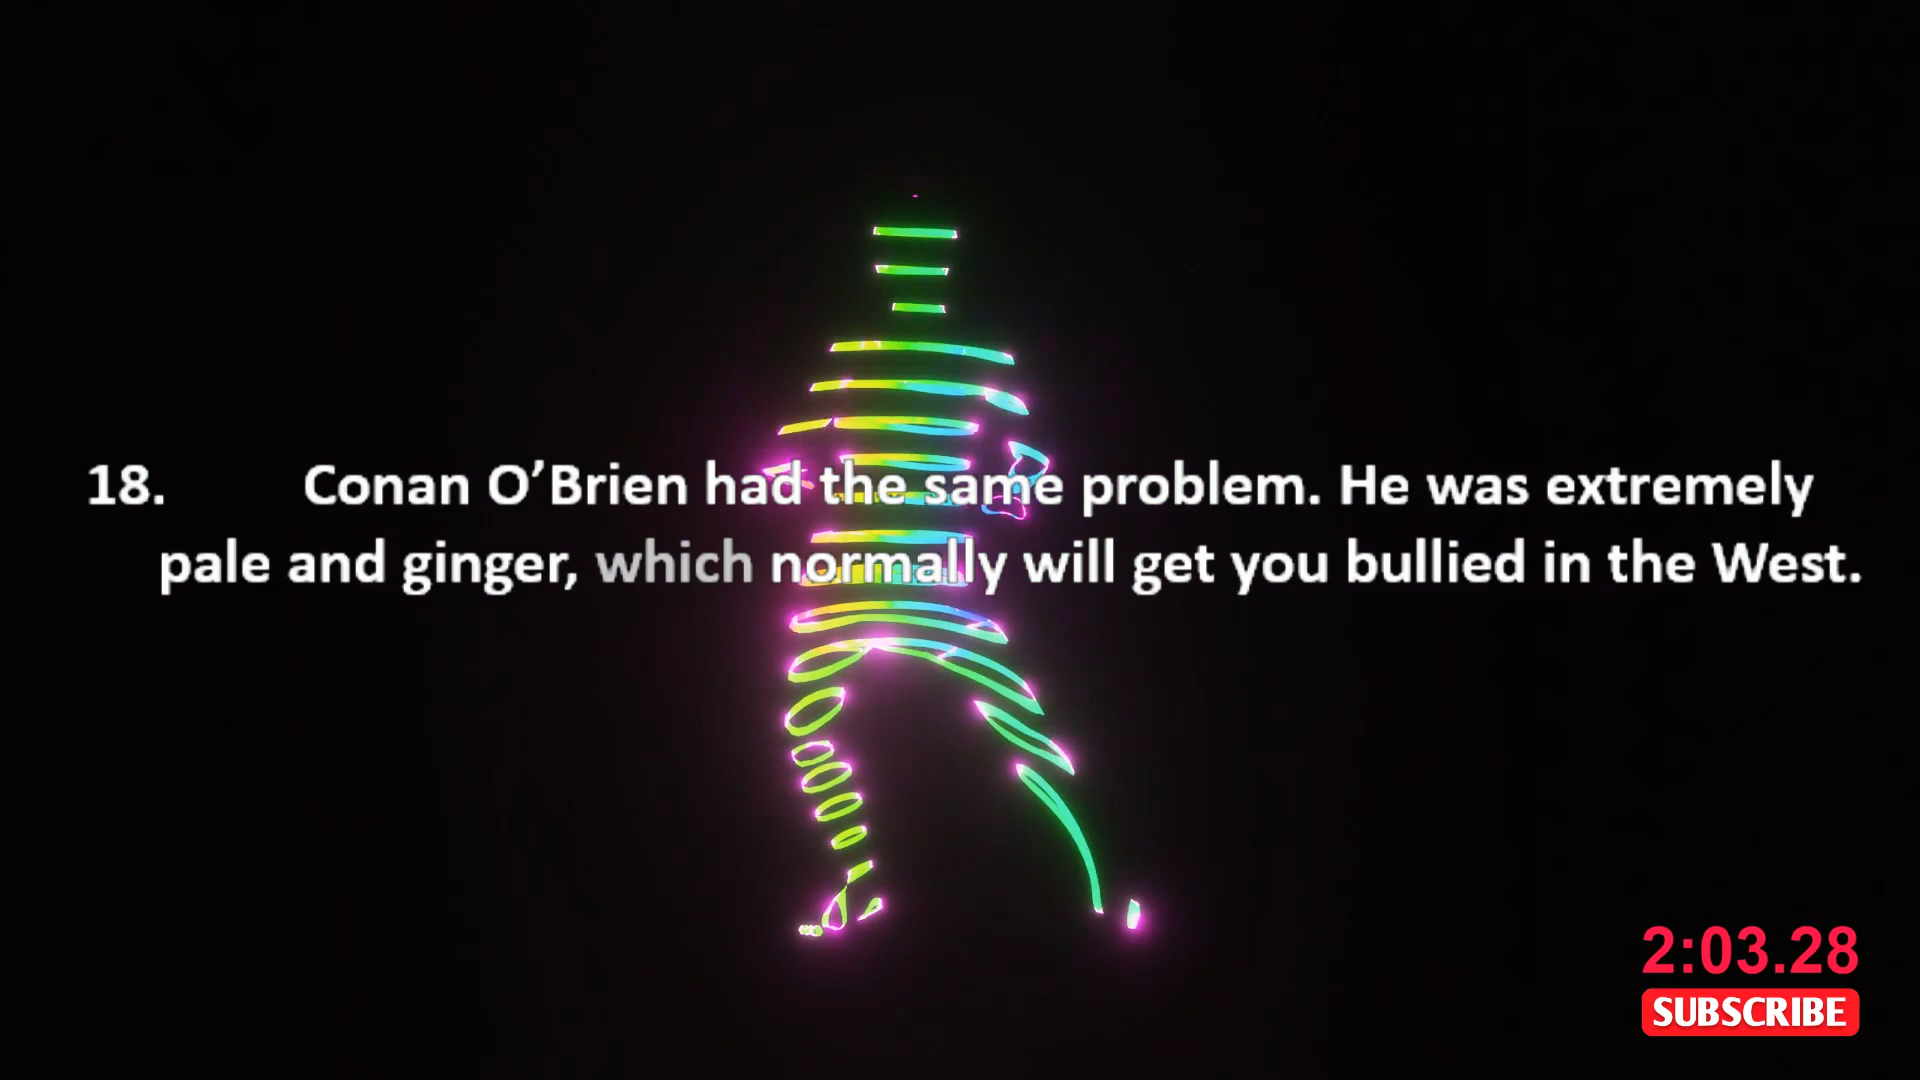 18. Conan O’Brien had the same problem. He was extremely
pale and ginger, which normally will get you bullied in the West.
2:03.28
SUBSCRIBE